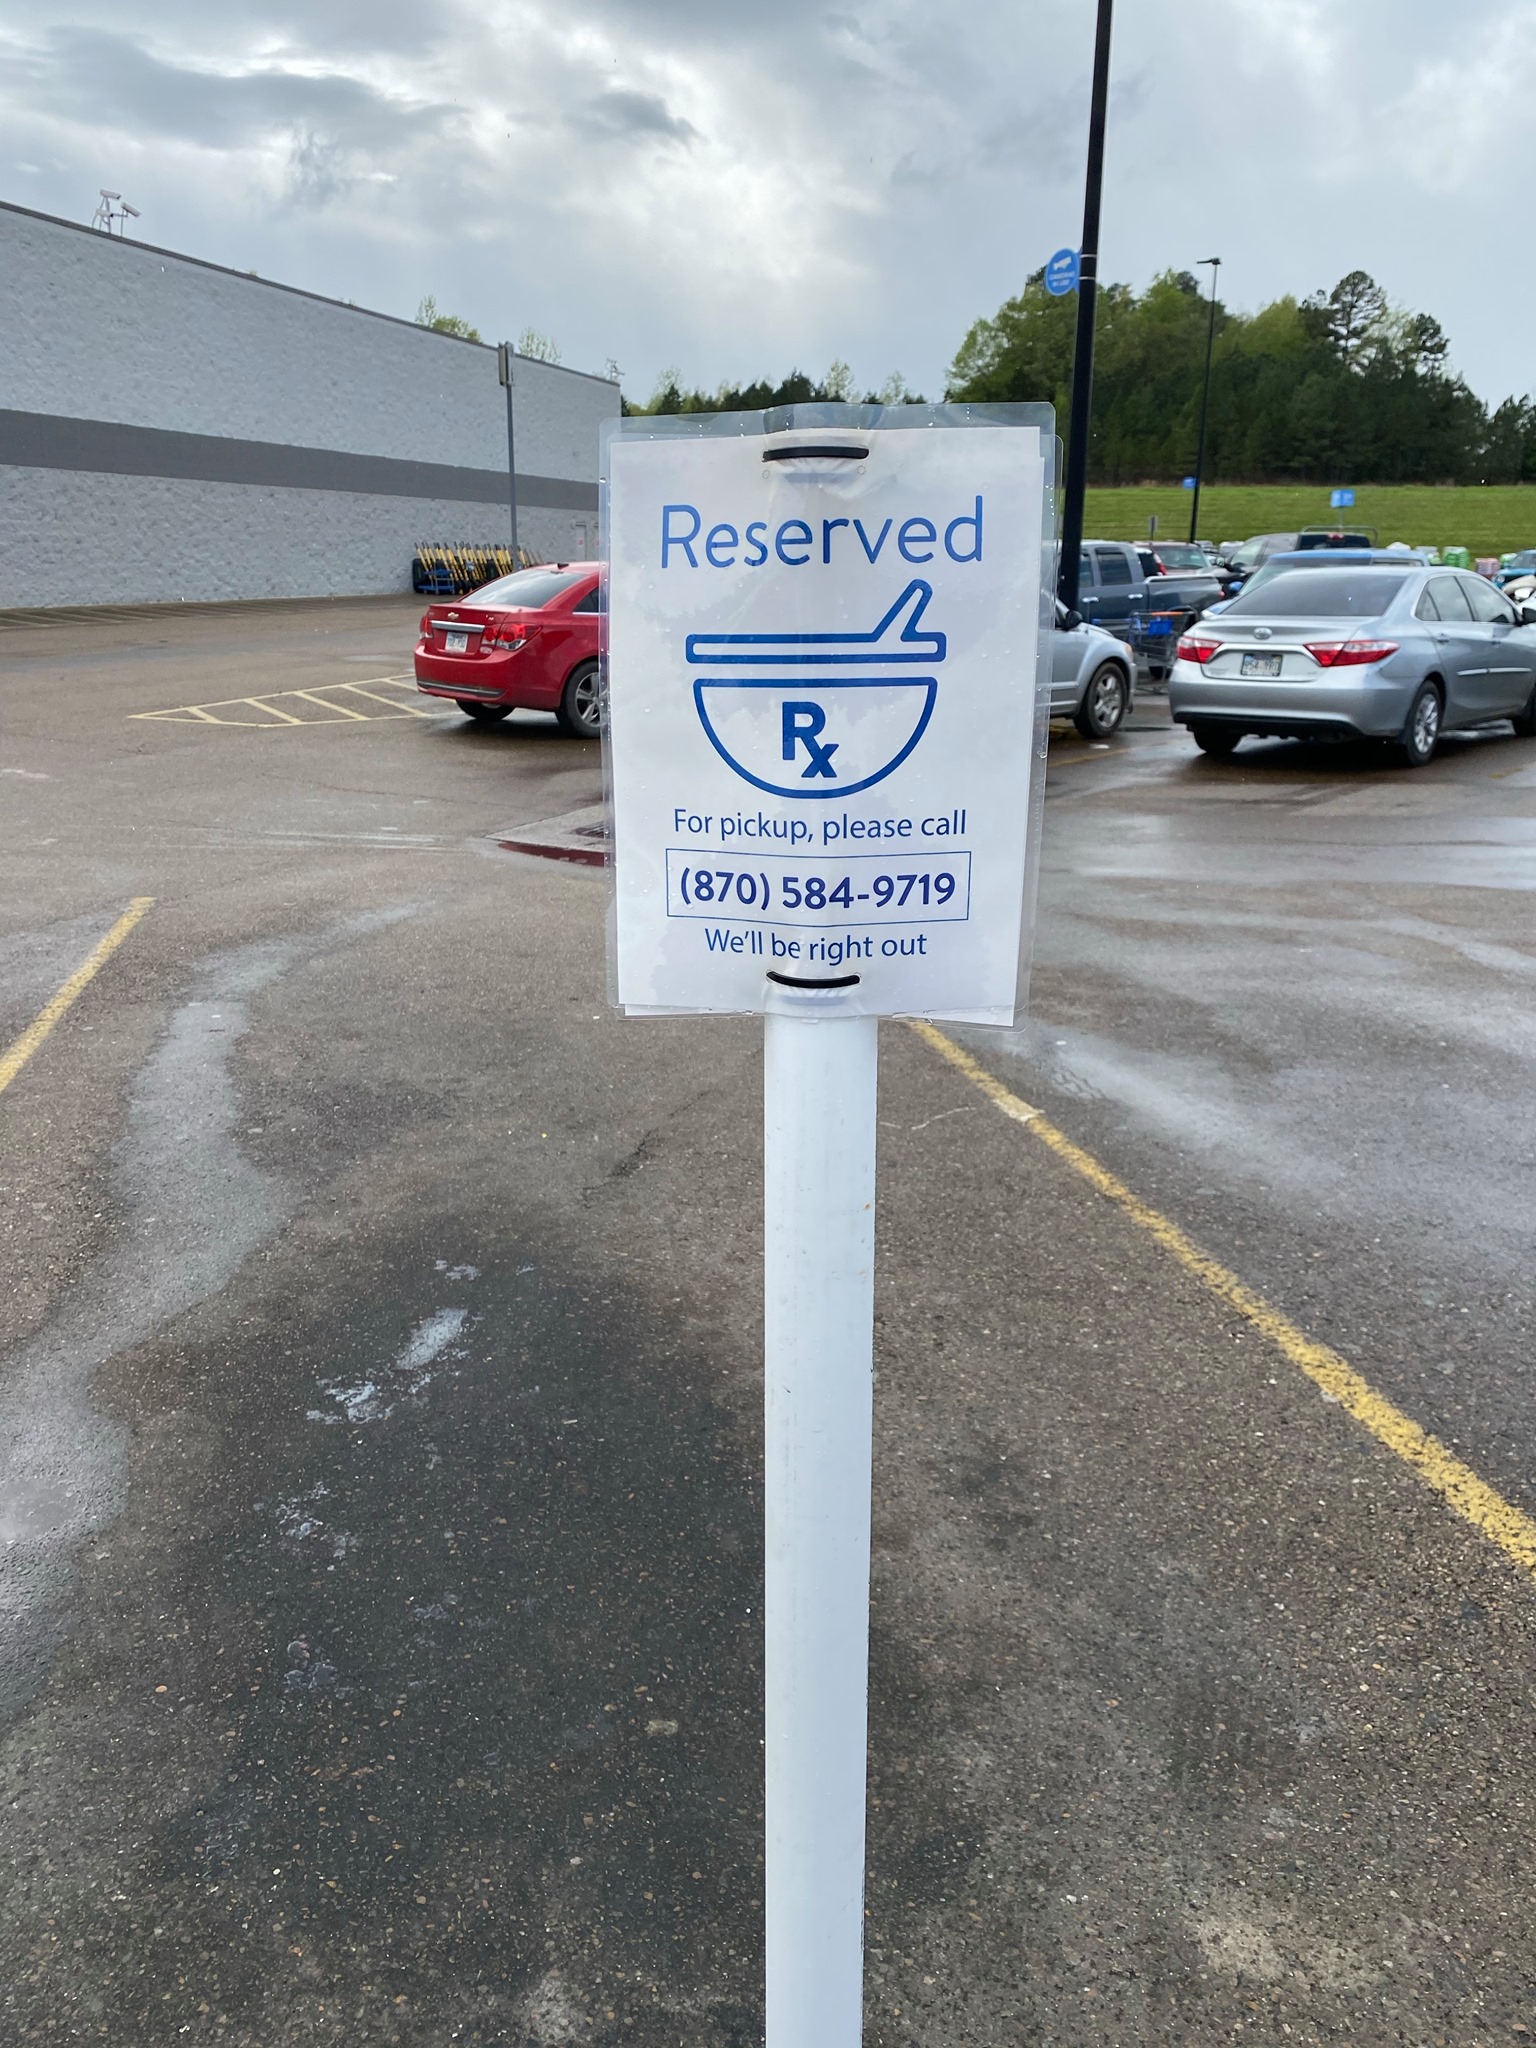 Reserved
Rx
For pickup, please call
(870) 584-9719
We'll be right out